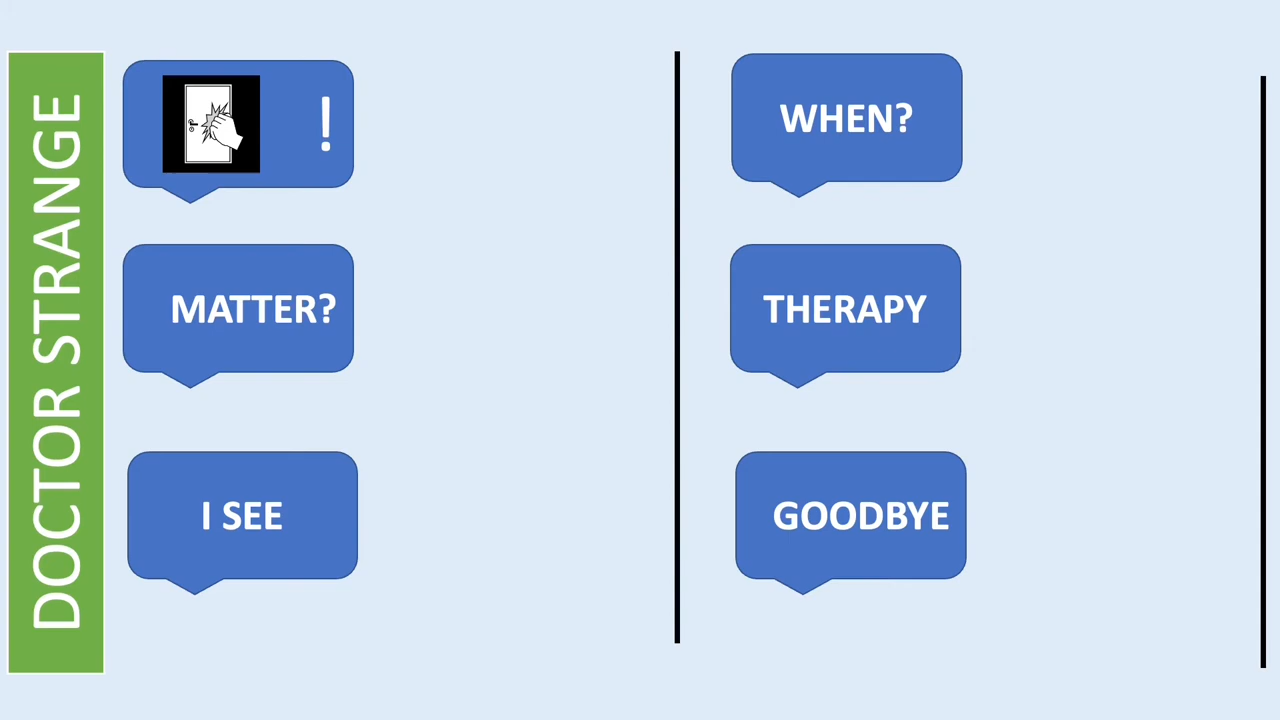 DOCTOR STRANGE
!
MATTER?
I SEE
WHEN?
THERAPY
GOODBYE